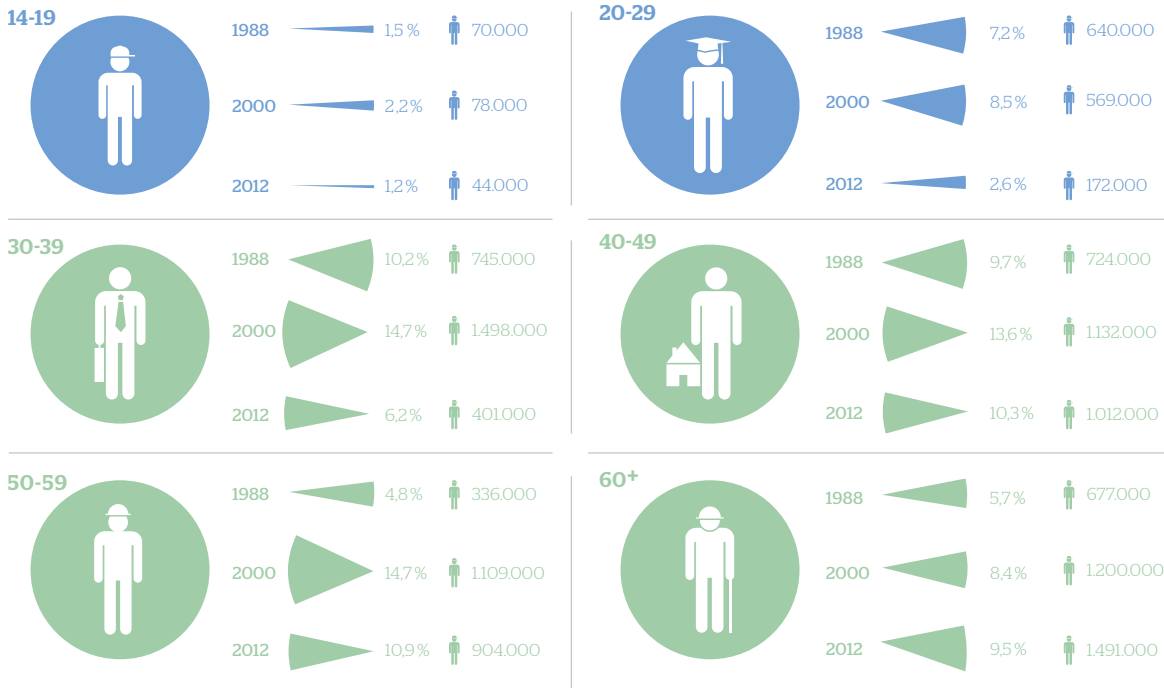 14-19
1988 1,5 % 70.000
2000 2,2 % 78.000
2012 1,2 % 44.000
20-29
1988 7,2 % 640.000
2000 8,5 % 569.000
2012 2,6 % 172.000
30-39
1988 10,2 % 745.000
2000 14,7 % 1.498.000
2012 6,2 % 401.000
40-49
1988 9,7 % 724.000
2000 13,6 % 1.132.000
2012 10,3 % 1.012.000
50-59
1988 4,8 % 336.000
2000 14,7 % 1.109.000
2012 10,9 % 904.000
60+
1988 5,7 % 677.000
2000 8,4 % 1.200.000
2012 9,5 % 1.491.000